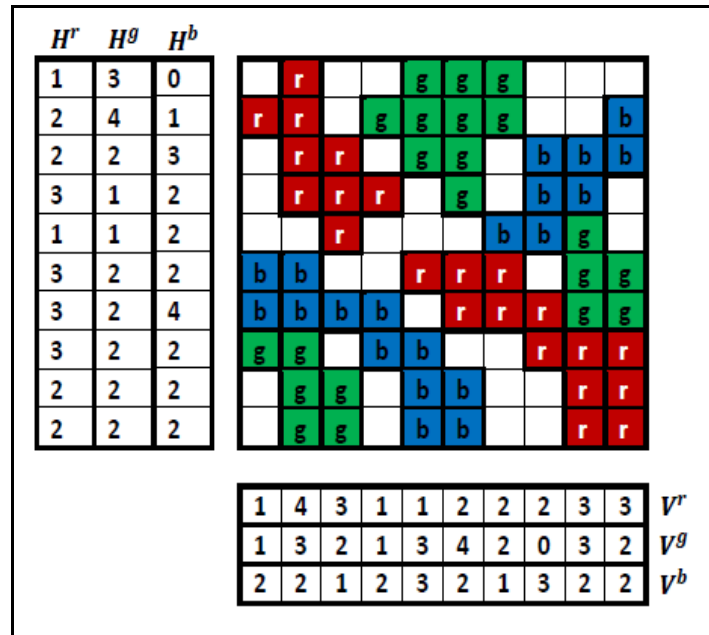 H^r H^g H^b
1 3 0 r g g g
2 4 1 r r g g g g b
2 2 3 r r g g b b b
3 1 2 r r r g b b
1 1 2 r b b g
3 2 2 b b r r r g g
3 2 4 b b b b r r r g g
3 2 2 g g b b r r r
2 2 2 g g b b r r
2 2 2 g g b b r r
1 4 3 1 1 2 2 2 3 3 V^r
1 3 2 1 3 4 2 0 3 2 V^g
2 2 1 2 3 2 1 3 2 2 V^b